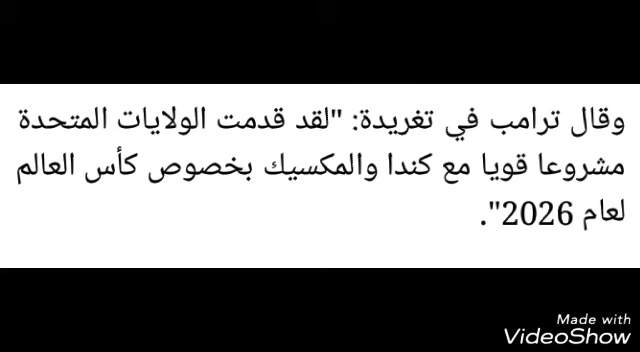 وقال ترامب في تغريدة: "لقد قدمت الولايات المتحدة
مشروعا قويا مع كندا والمكسيك بخصوص كأس العالم
لعام 2026".
Made with
VideoShow